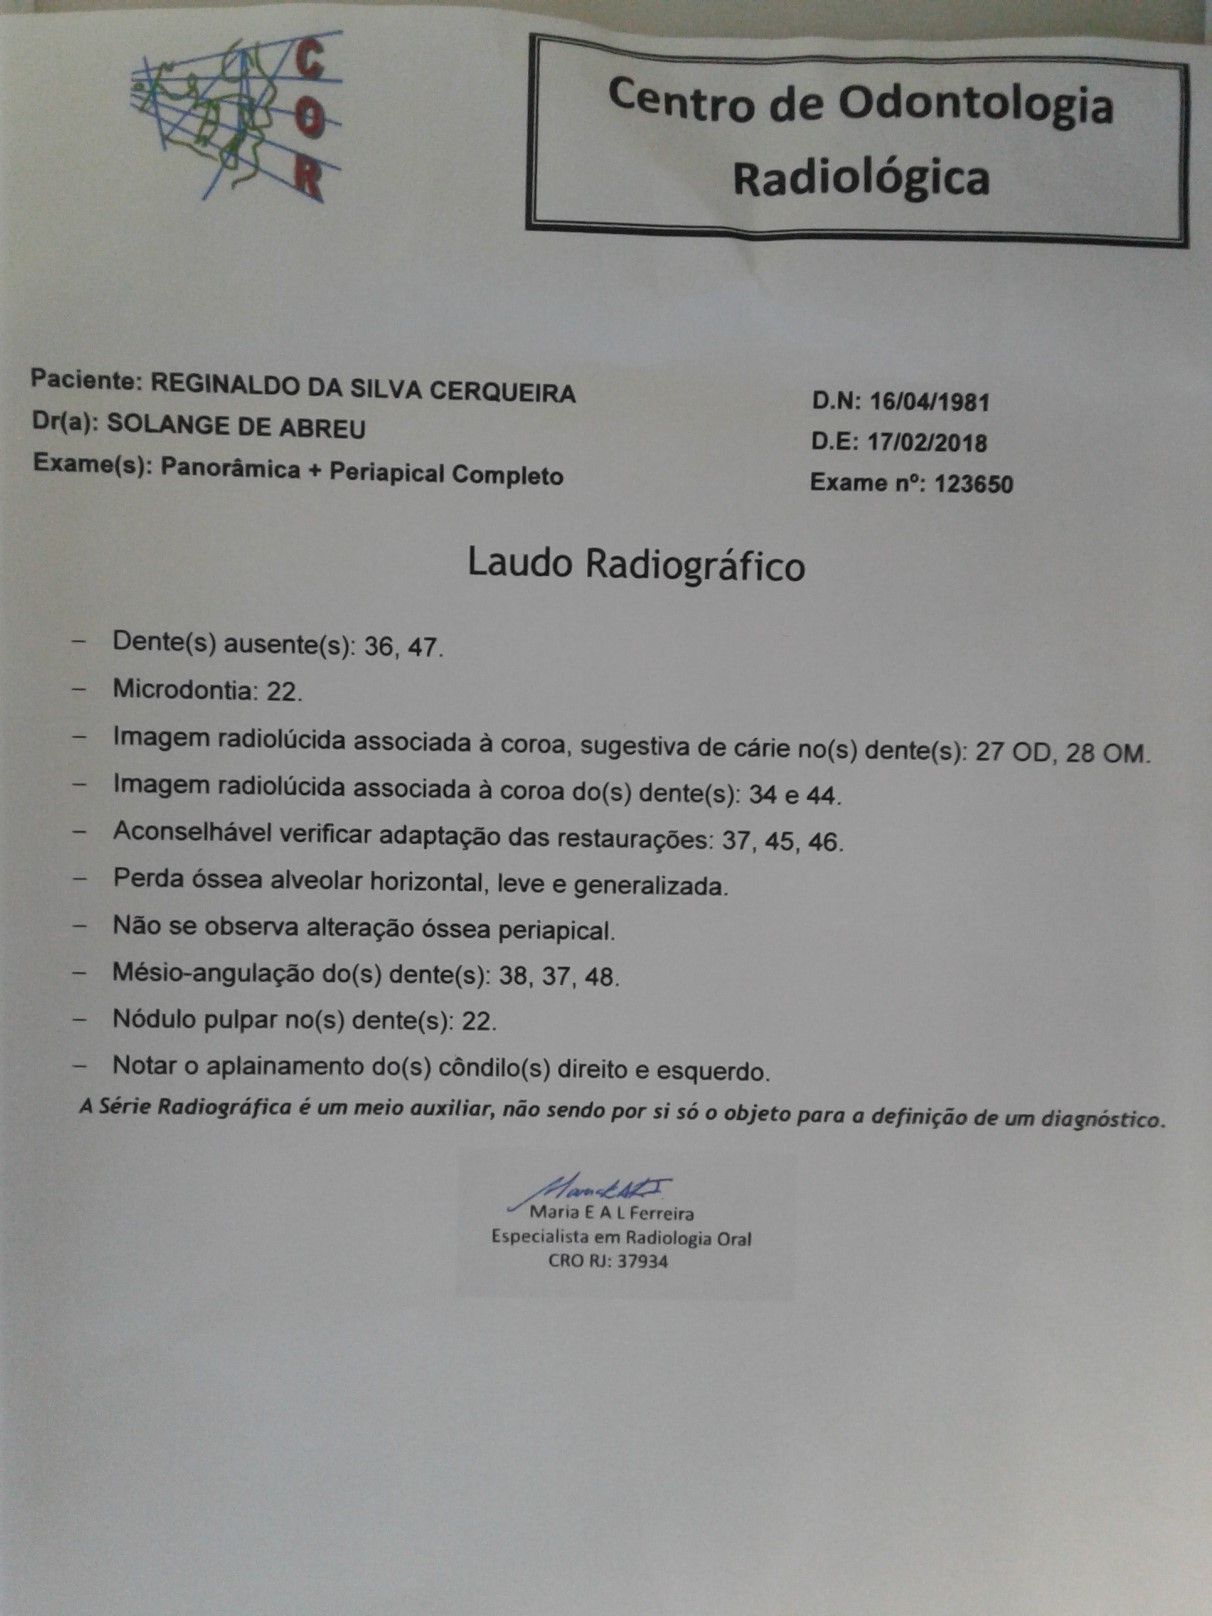 COR
Centro de Odontologia
Radiológica
Paciente: REGINALDO DA SILVA CERQUEIRA
Dr(a): SOLANGE DE ABREU
Exame(s): Panorâmica + Periapical Completo
D.N: 16/04/1981
D.E: 17/02/2018
Exame nº: 123650
Laudo Radiográfico
– Dente(s) ausente(s): 36, 47.
– Microdontia: 22.
– Imagem radiolúcida associada à coroa, sugestiva de cárie no(s) dente(s): 27 OD, 28 OM.
– Imagem radiolúcida associada à coroa do(s) dente(s): 34 e 44.
– Aconselhável verificar adaptação das restaurações: 37, 45, 46.
– Perda óssea alveolar horizontal, leve e generalizada.
– Não se observa alteração óssea periapical.
– Mésio-angulação do(s) dente(s): 38, 37, 48.
– Nódulo pulpar no(s) dente(s): 22.
– Notar o aplainamento do(s) côndilo(s) direito e esquerdo.
A Série Radiográfica é um meio auxiliar, não sendo por si só o objeto para a definição de um diagnóstico.
Maria E A L Ferreira
Especialista em Radiologia Oral
CRO RJ: 37934